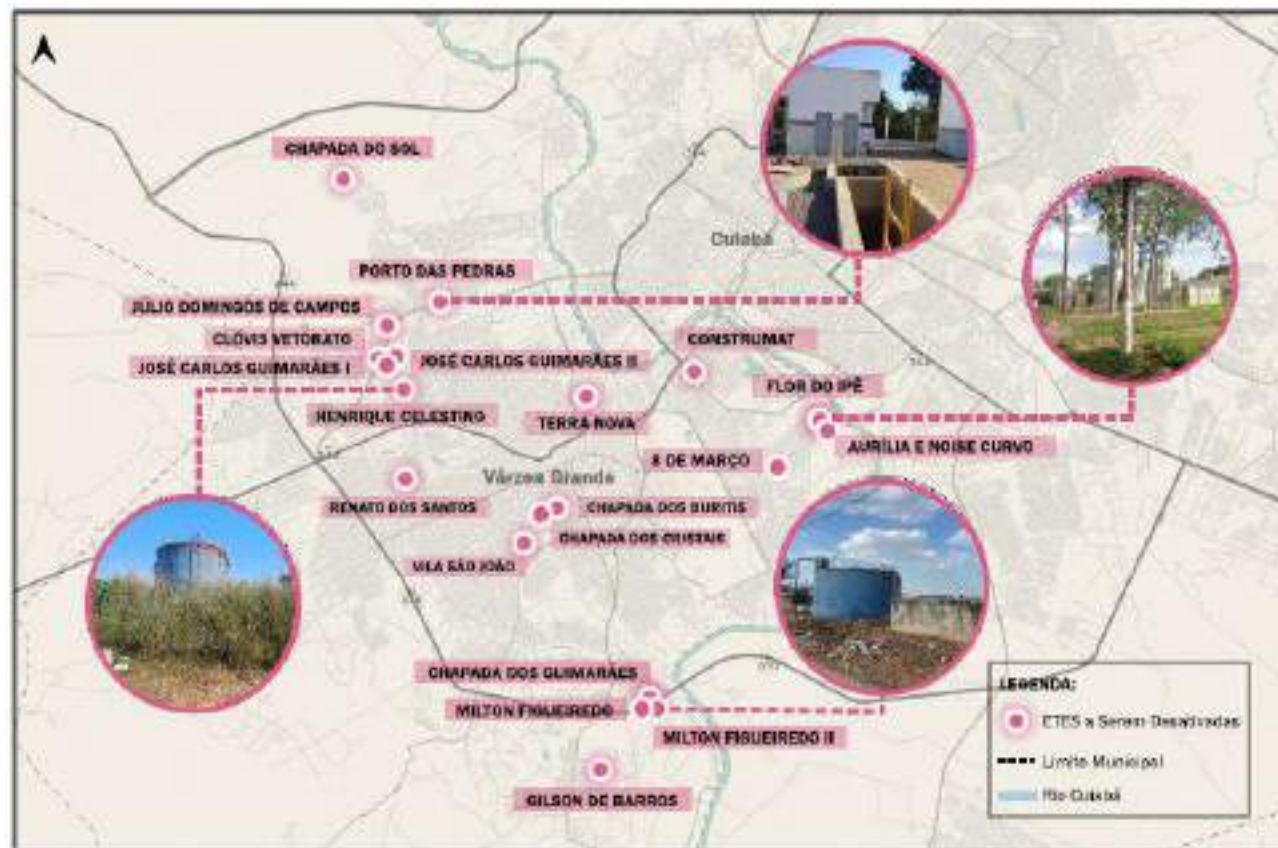 CHAPADA DO SOL
Cuiabá
PORTO DAS PEDRAS
JÚLIO DOMINGOS DE CAMPOS
CLÓVIS VETORATO
CONSTRUMAT
JOSÉ CARLOS GUIMARÃES I
JOSÉ CARLOS GUIMARÃES II
FLOR DO IPÊ
HENRIQUE CELESTINO
TERRA NOVA
AURÍLIA E NOISE CURVO
8 DE MARÇO
Várzea Grande
RENATO DOS SANTOS
CHAPADA DOS BURITIS
CHAPADA DOS CRISTAIS
VILA SÃO JOÃO
CHAPADA DOS GUIMARÃES
MILTON FIGUEIREDO
MILTON FIGUEIREDO II
GILSON DE BARROS
LEGENDA:
ETES a Serem Desativadas
Limite Municipal
Rio Cuiabá